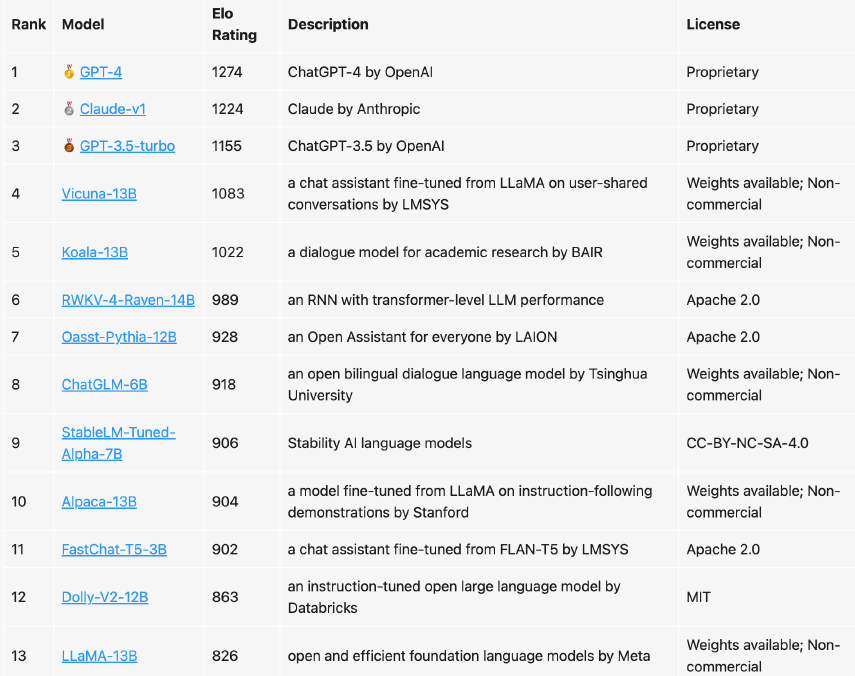 Rank Model Elo Rating Description License
1 🥇 GPT-4 1274 ChatGPT-4 by OpenAI Proprietary
2 🥈 Claude-v1 1224 Claude by Anthropic Proprietary
3 🥉 GPT-3.5-turbo 1155 ChatGPT-3.5 by OpenAI Proprietary
4 Vicuna-13B 1083 a chat assistant fine-tuned from LLaMA on user-shared conversations by LMSYS Weights available; Non-commercial
5 Koala-13B 1022 a dialogue model for academic research by BAIR Weights available; Non-commercial
6 RWKV-4-Raven-14B 989 an RNN with transformer-level LLM performance Apache 2.0
7 Oasst-Pythia-12B 928 an Open Assistant for everyone by LAION Apache 2.0
8 ChatGLM-6B 918 an open bilingual dialogue language model by Tsinghua University Weights available; Non-commercial
9 StableLM-Tuned-Alpha-7B 906 Stability AI language models CC-BY-NC-SA-4.0
10 Alpaca-13B 904 a model fine-tuned from LLaMA on instruction-following demonstrations by Stanford Weights available; Non-commercial
11 FastChat-T5-3B 902 a chat assistant fine-tuned from FLAN-T5 by LMSYS Apache 2.0
12 Dolly-V2-12B 863 an instruction-tuned open large language model by Databricks MIT
13 LLaMA-13B 826 open and efficient foundation language models by Meta Weights available; Non-commercial